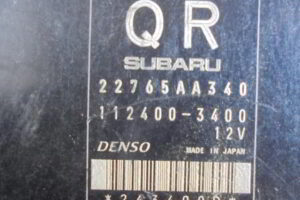 QR
SUBARU
22765AA340
112400-3400
12V
DENSO MADE IN JAPAN